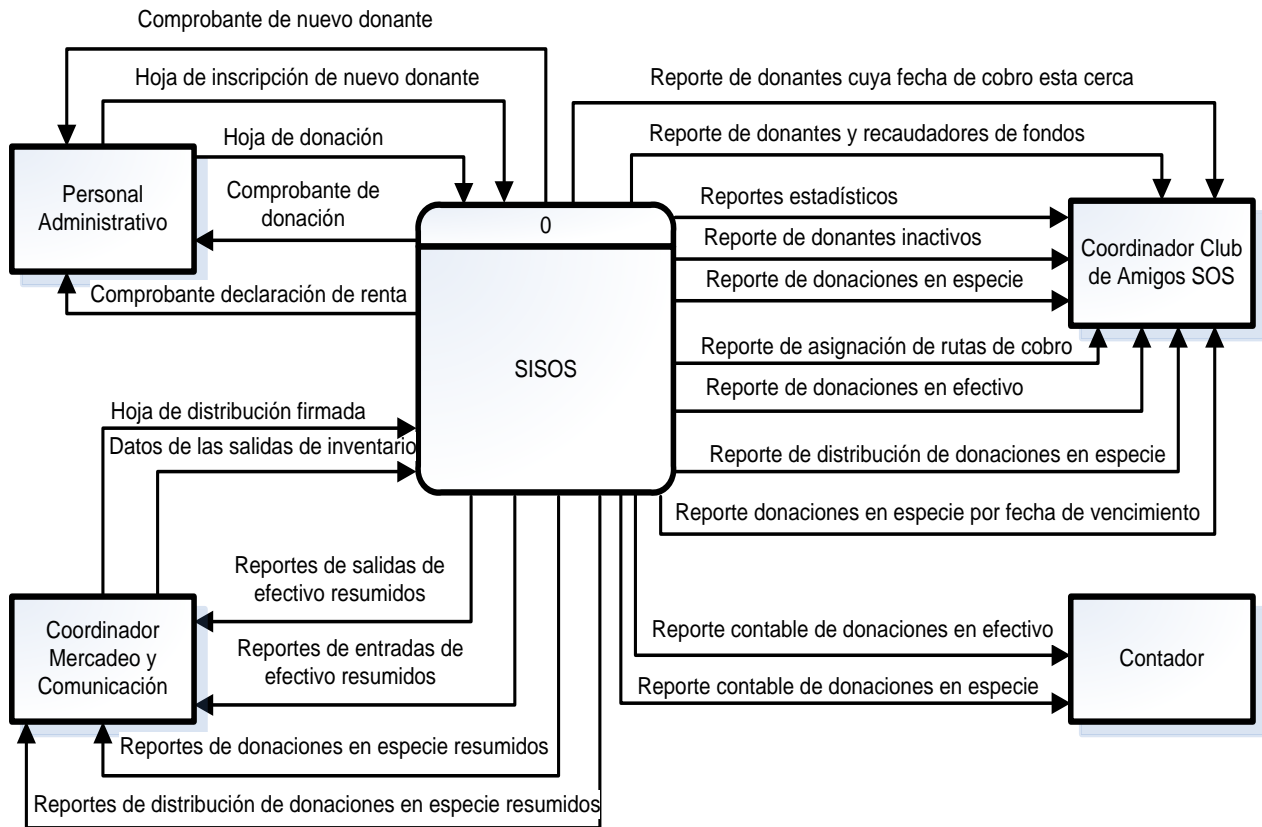 Comprobante de nuevo donante
Hoja de inscripción de nuevo donante
Hoja de donación
Comprobante de
donación
Comprobante declaración de renta
Personal
Administrativo
0
SISOS
Reporte de donantes cuya fecha de cobro esta cerca
Reporte de donantes y recaudadores de fondos
Reportes estadísticos
Reporte de donantes inactivos
Reporte de donaciones en especie
Coordinador Club
de Amigos SOS
Reporte de asignación de rutas de cobro
Reporte de donaciones en efectivo
Reporte de distribución de donaciones en especie
Reporte donaciones en especie por fecha de vencimiento
Hoja de distribución firmada
Datos de las salidas de inventario
Reportes de salidas de
efectivo resumidos
Reportes de entradas de
efectivo resumidos
Coordinador
Mercadeo y
Comunicación
Reportes de donaciones en especie resumidos
Reportes de distribución de donaciones en especie resumidos
Reporte contable de donaciones en efectivo
Reporte contable de donaciones en especie
Contador